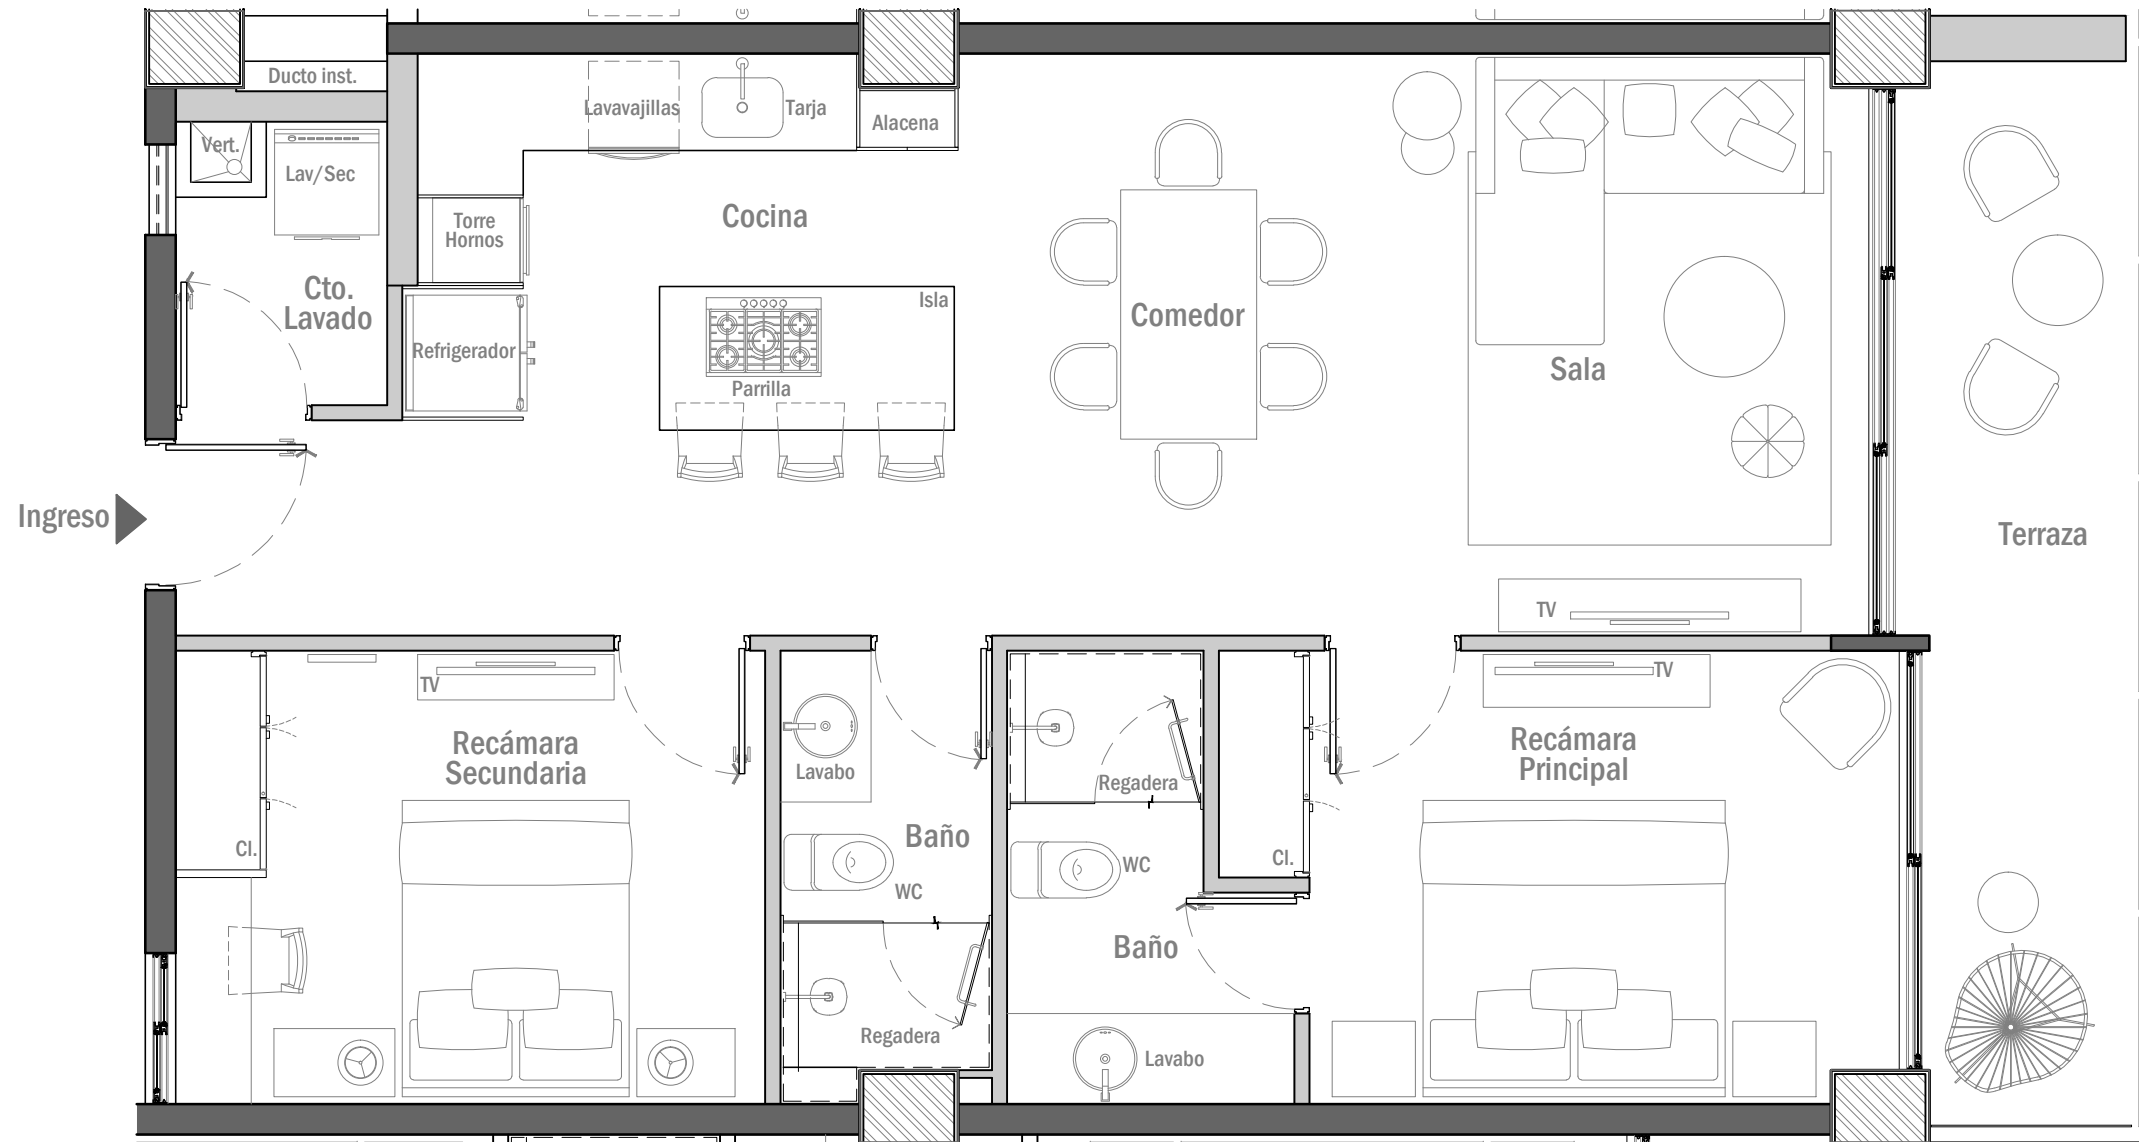 Ducto inst.
Lavavajillas
Tarja
Alacena
Vert.
Lav/Sec
Torre
Hornos
Cocina
Cto.
Lavado
Isla
Refrigerador
Comedor
Parrilla
Sala
Ingreso
Terraza
TV
TV
TV
Recámara
Secundaria
Lavabo
Regadera
Recámara
Principal
Cl.
Baño
WC
WC
Cl.
Baño
Regadera
Lavabo